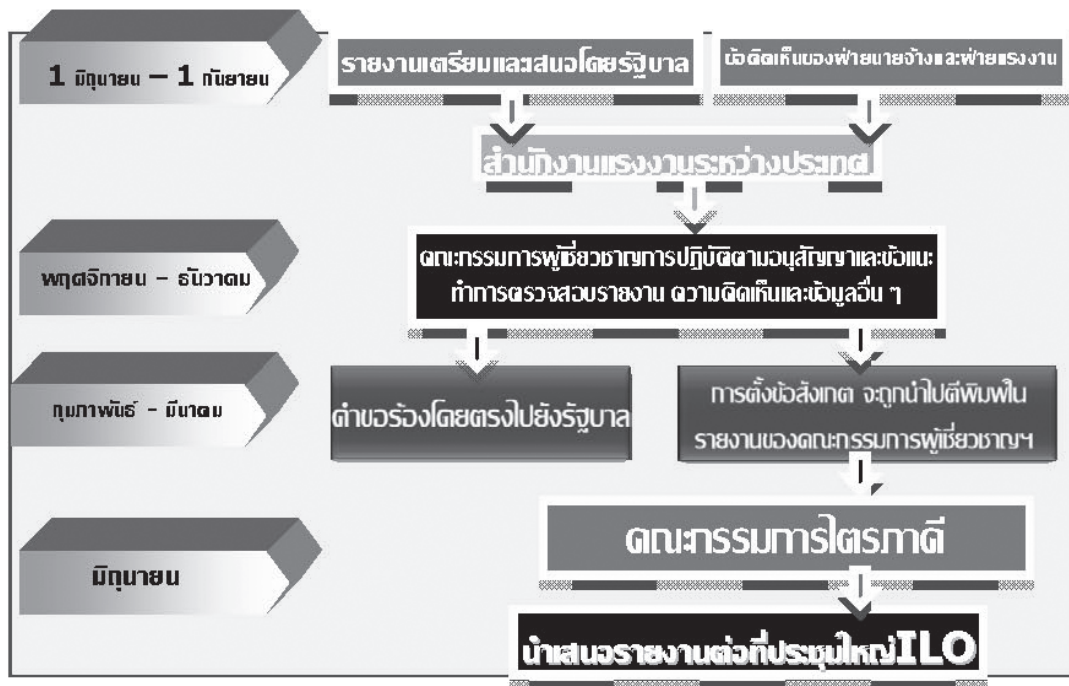 1 มิถุนายน – 1 กันยายน
รายงานเตรียมและสนอโดยรัฐบาล
ข้อคิดเห็นของฟ่ายนายจ้างและฟ่ายแรงงาน
สำนักงานแรงงานระหว่างประเทศ
พฤศจิกายน – ธันวาคม
คณะกรรมการผู้เชี่ยวชาญการปฏิบัติตามอนุสัญญาและข้อแนะ
ทำการตรวจสอบรายงาน ความคิดเห็นและข้อมูลอื่น ๆ
กุมภาพันธ์ - มีนาคม
คำขอร้องโดยตรงไปยังรัฐบาล
การตั้งข้อสังเกต จะถูกนำไปตีพิมพ์ใน
รายงานของคณะกรรมการผู้เชี่ยวชาญฯ
มิถุนายน
คณะกรรมการไตรภาคี
นำเสนอรายงานต่อที่ประชุมใหญ่ILO